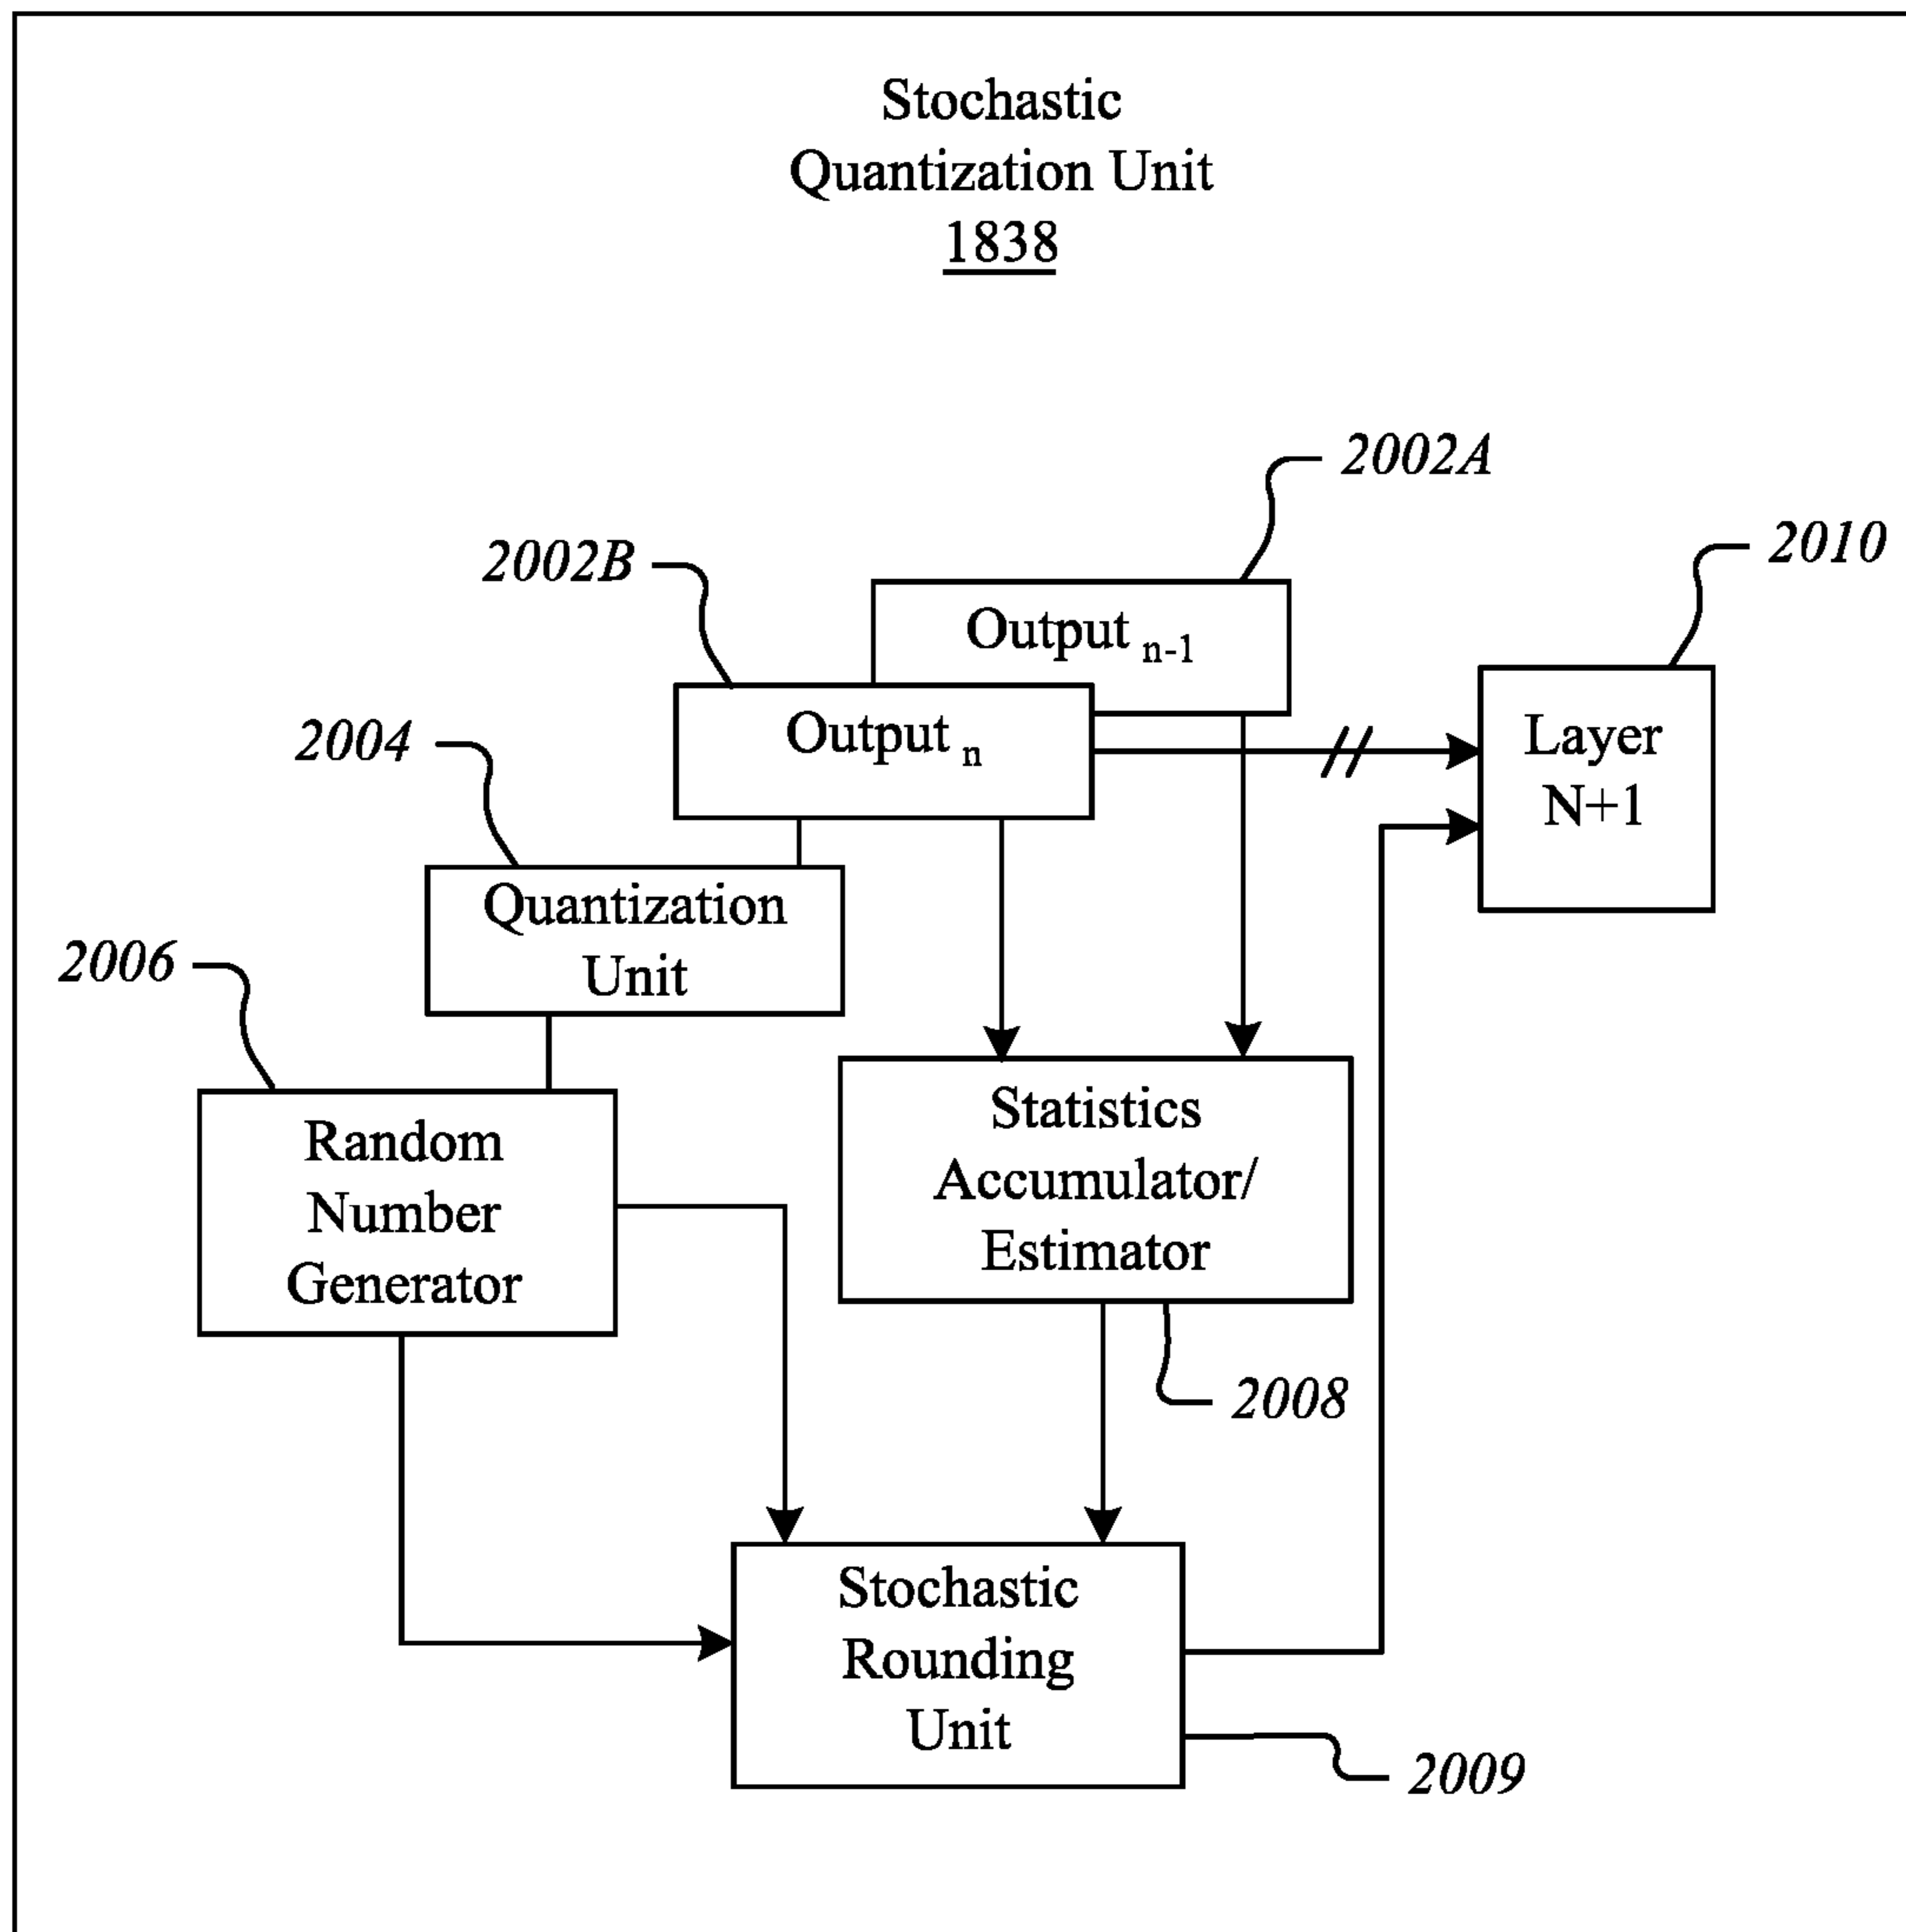 Stochastic
Quantization Unit
1838
2002A
2010
2002B
Output n-1
Output n
Layer
N+1
2004
Quantization
Unit
2006
Random
Number
Generator
Statistics
Accumulator/
Estimator
2008
Stochastic
Rounding
Unit
2009